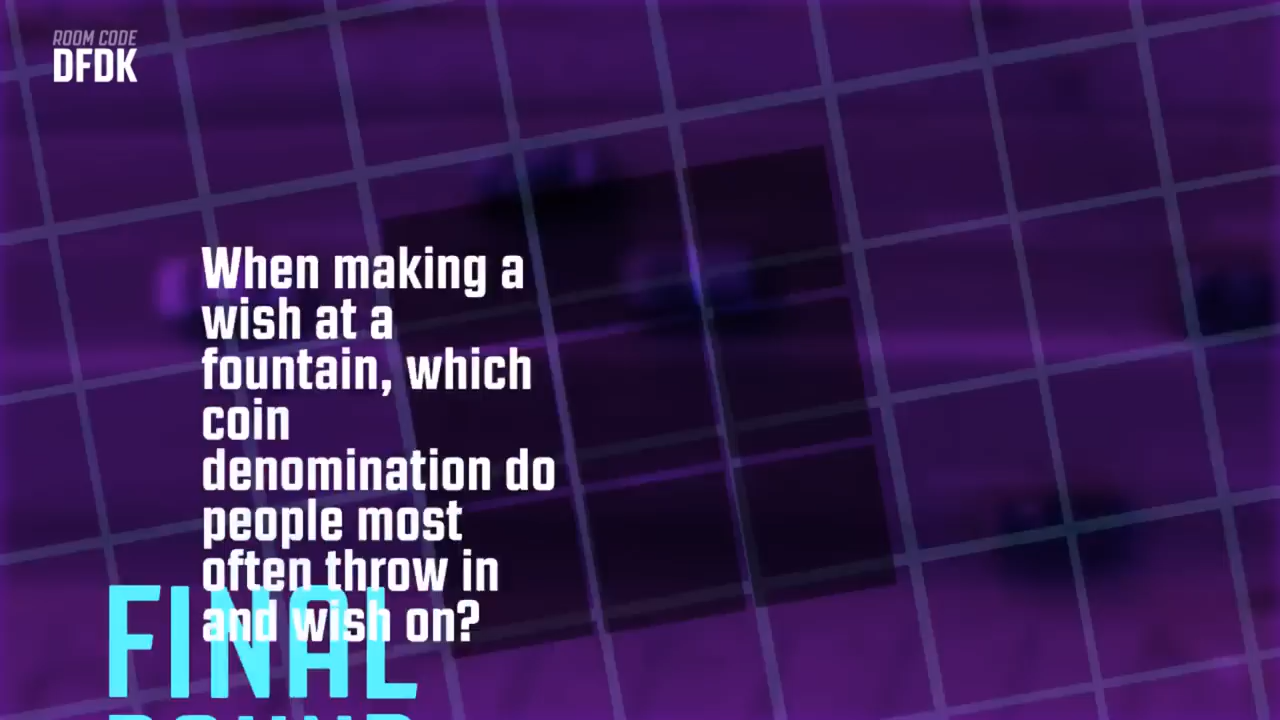 ROOM CODE
DFDK
When making a
wish at a
fountain, which
coin
denomination do
people most
often throw in
and wish on?
FINAL
ROUND